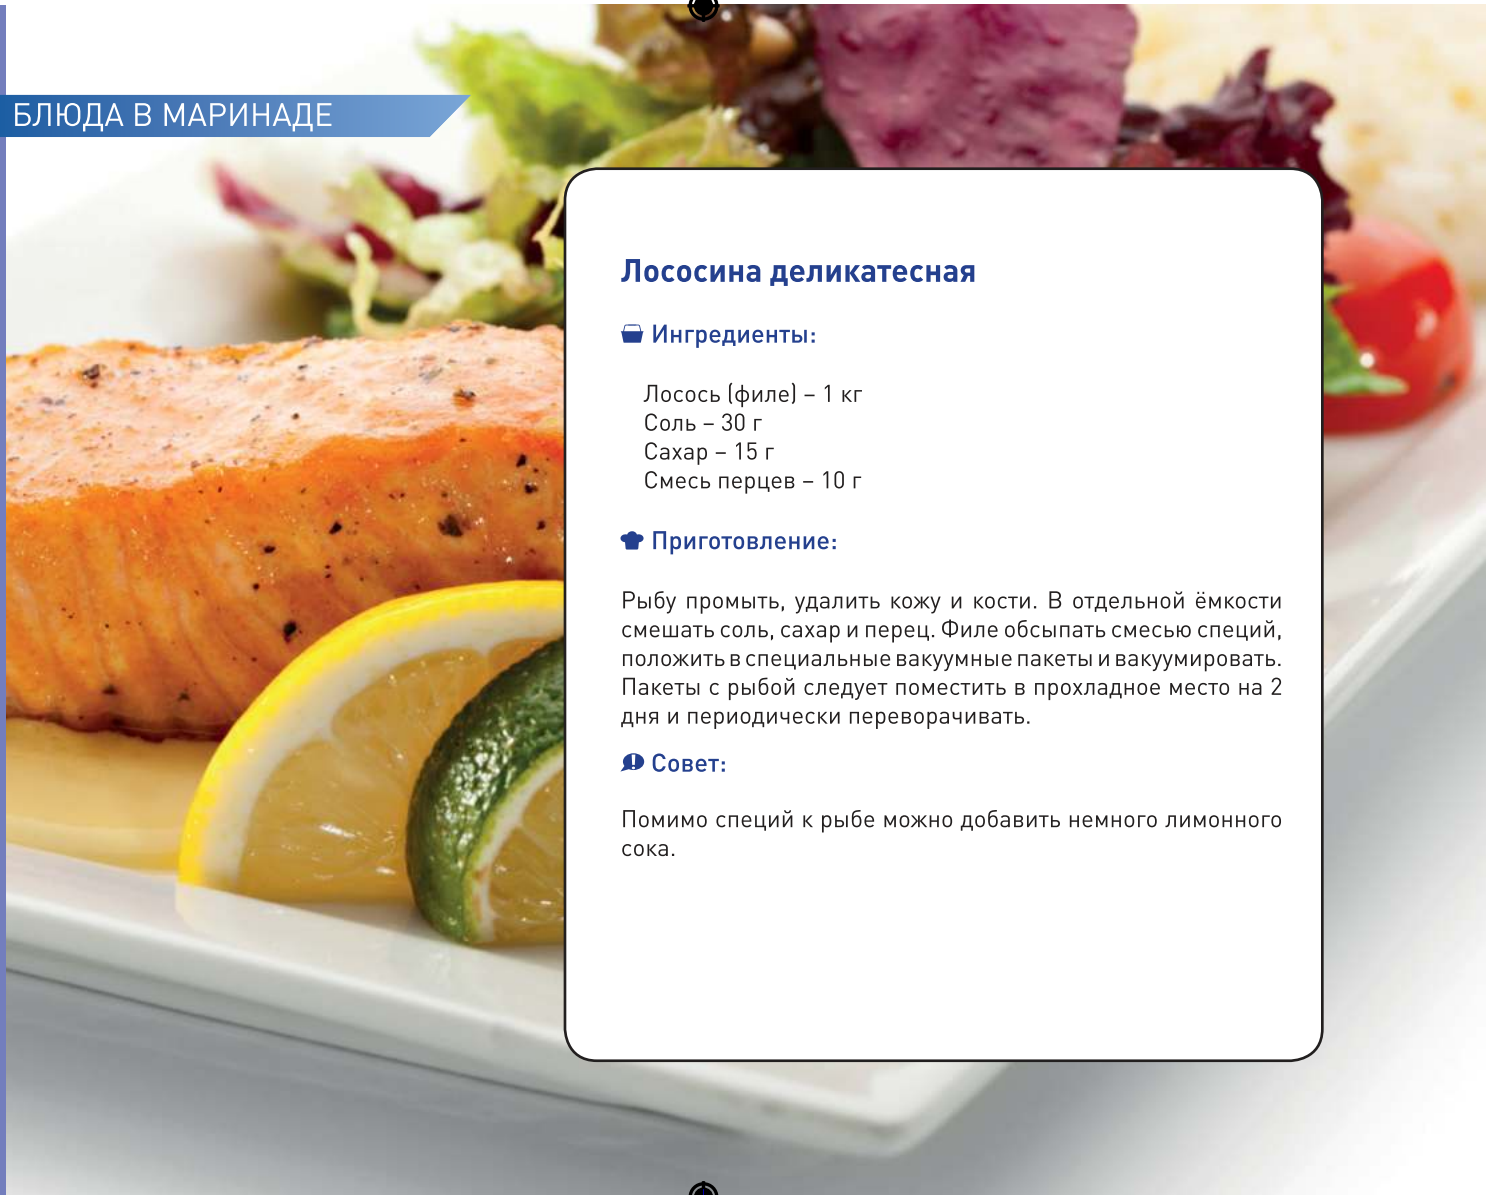 БЛЮДА В МАРИНАДЕ
Лососина деликатесная
Ингредиенты:
Лосось (филе) – 1 кг
Соль – 30 г
Сахар – 15 г
Смесь перцев – 10 г
Приготовление:
Рыбу промыть, удалить кожу и кости. В отдельной ёмкости
смешать соль, сахар и перец. Филе обсыпать смесью специй,
положить в специальные вакуумные пакеты и вакуумировать.
Пакеты с рыбой следует поместить в прохладное место на 2
дня и периодически переворачивать.
Совет:
Помимо специй к рыбе можно добавить немного лимонного
сока.